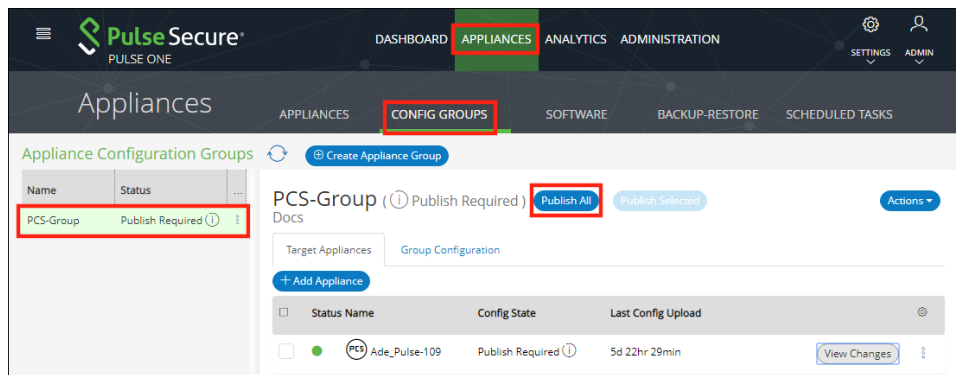 Pulse Secure®
PULSE ONE
DASHBOARD APPLIANCES ANALYTICS ADMINISTRATION
SETTINGS ADMIN
Appliances
APPLIANCES CONFIG GROUPS SOFTWARE BACKUP-RESTORE SCHEDULED TASKS
Appliance Configuration Groups
Create Appliance Group
Name Status ...
PCS-Group Publish Required
PCS-Group ( Publish Required ) Publish All Publish Selected Actions
Docs
Target Appliances Group Configuration
+ Add Appliance
Status Name Config State Last Config Upload
PCS Ade_Pulse-109 Publish Required 5d 22hr 29min View Changes